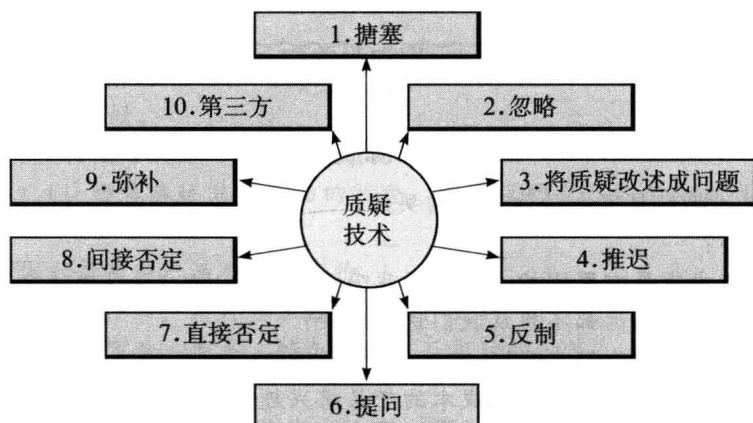 1.搪塞
10.第三方
2.忽略
9.弥补
质疑
技术
3.将质疑改述成问题
8.间接否定
4.推迟
7.直接否定
5.反制
6.提问